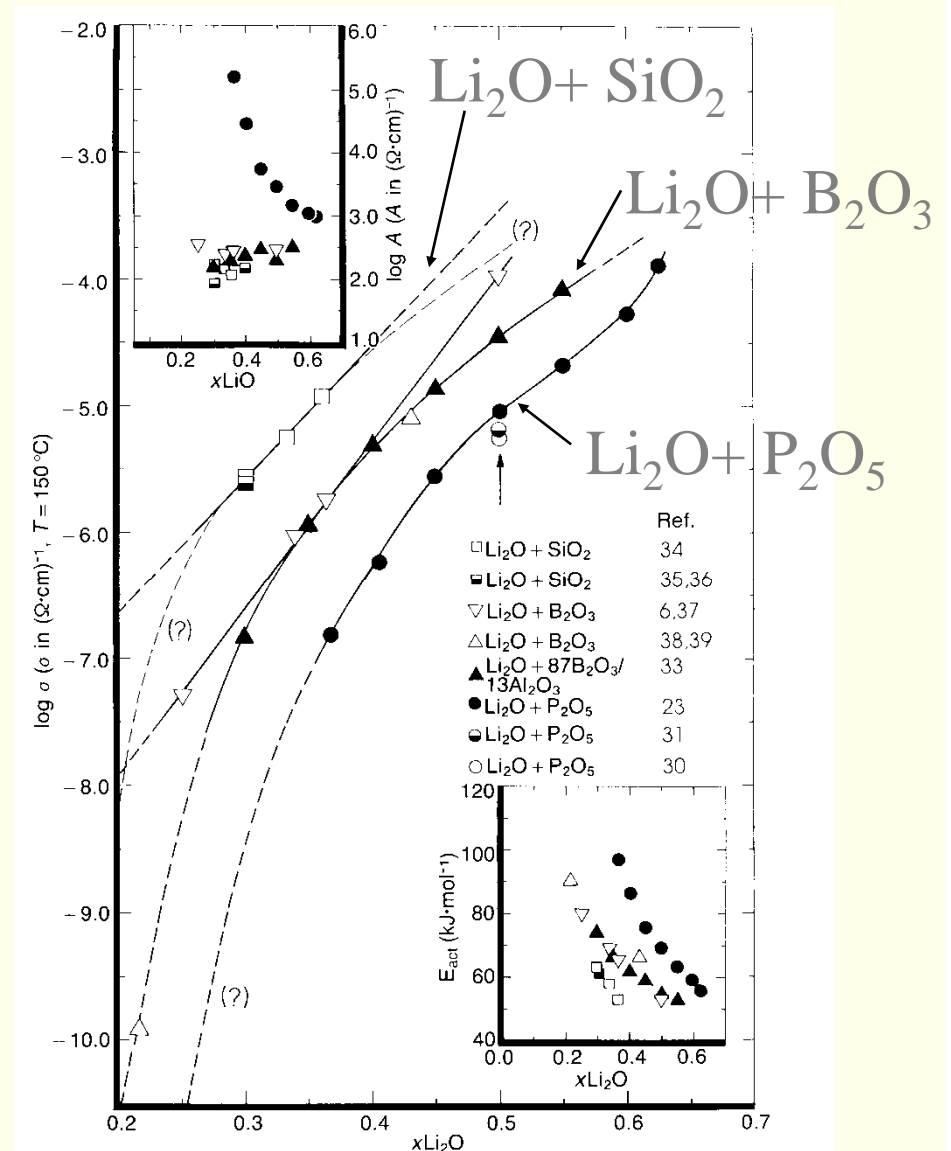 Li₂O+ SiO₂
Li₂O+ B₂O₃
Li₂O+ P₂O₅
−2.0
−3.0
−4.0
−5.0
−6.0
−7.0
−8.0
−9.0
−10.0
log σ (σ in (Ω·cm)⁻¹, T = 150 °C)
0.2
0.3
0.4
0.5
0.6
0.7
xLi₂O
6.0
5.0
4.0
3.0
2.0
1.0
log A (A in (Ω·cm)⁻¹
0.2 0.4 0.6
xLiO
(?)
(?)
(?)
Ref.
Li₂O + SiO₂ 34
Li₂O + SiO₂ 35,36
Li₂O + B₂O₃ 6,37
Li₂O + B₂O₃ 38,39
Li₂O + 87B₂O₃/ 33
13Al₂O₃
Li₂O + P₂O₅ 23
Li₂O + P₂O₅ 31
Li₂O + P₂O₅ 30
120
100
80
60
40
E_act (kJ·mol⁻¹)
0.0 0.2 0.4 0.6
xLi₂O